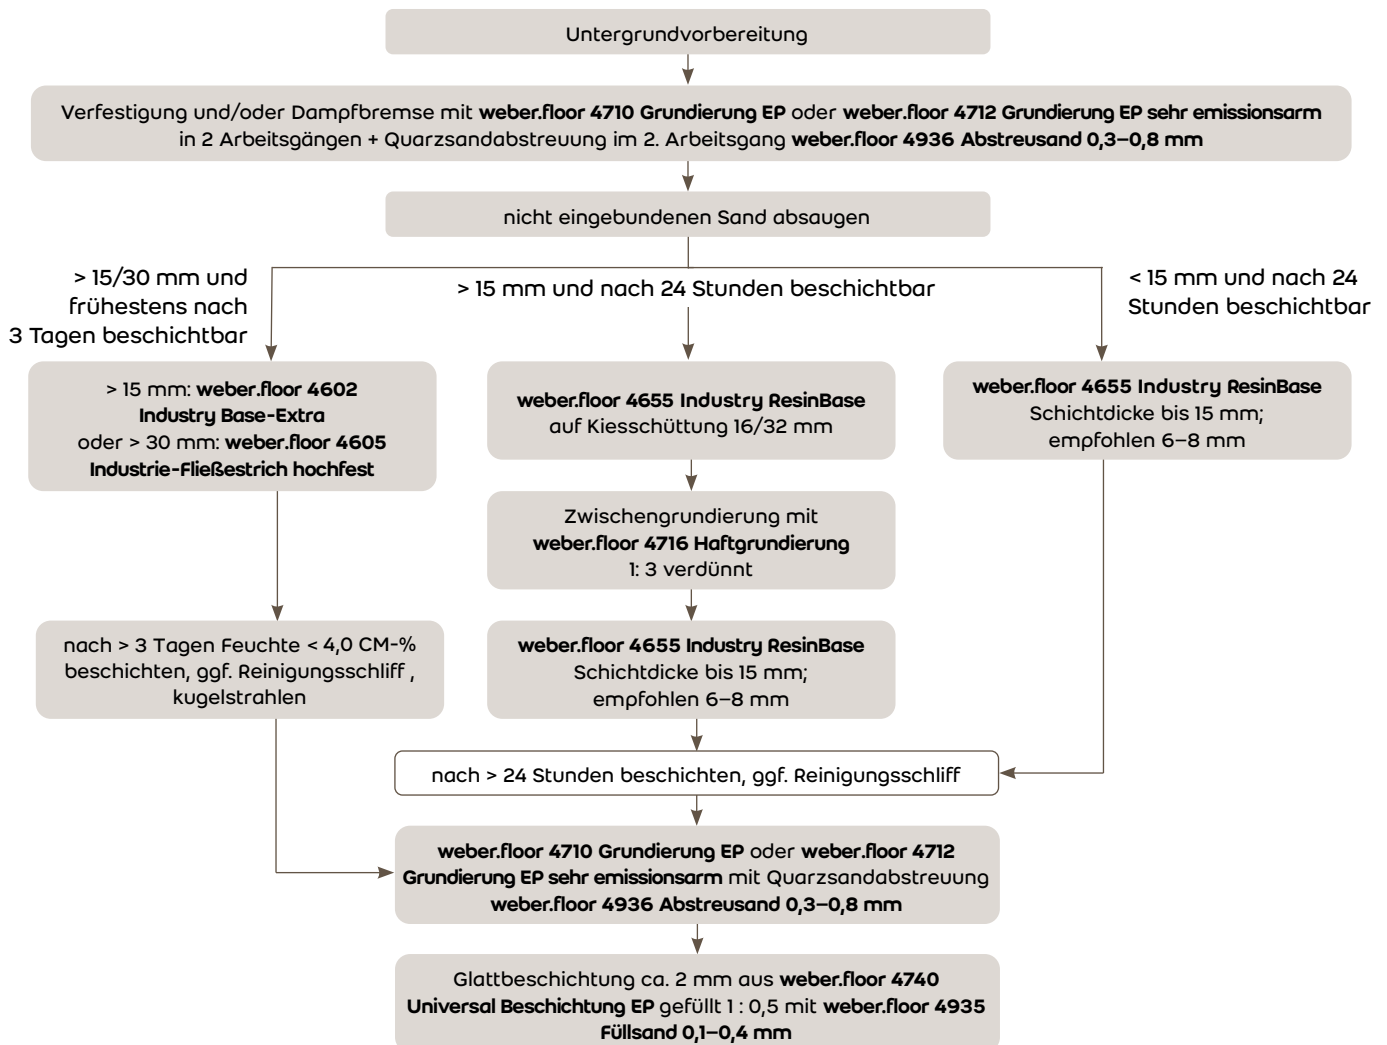 Untergrundvorbereitung
Verfestigung und/oder Dampfbremse mit weber.floor 4710 Grundierung EP oder weber.floor 4712 Grundierung EP sehr emissionsarm
in 2 Arbeitsgängen + Quarzsandabstreuung im 2. Arbeitsgang weber.floor 4936 Abstreusand 0,3–0,8 mm
nicht eingebundenen Sand absaugen
> 15/30 mm und
frühestens nach
3 Tagen beschichtbar
> 15 mm und nach 24 Stunden beschichtbar
< 15 mm und nach 24
Stunden beschichtbar
> 15 mm: weber.floor 4602
Industry Base-Extra
oder > 30 mm: weber.floor 4605
Industrie-Fließestrich hochfest
weber.floor 4655 Industry ResinBase
auf Kiesschüttung 16/32 mm
weber.floor 4655 Industry ResinBase
Schichtdicke bis 15 mm;
empfohlen 6–8 mm
Zwischengrundierung mit
weber.floor 4716 Haftgrundierung
1: 3 verdünnt
nach > 3 Tagen Feuchte < 4,0 CM-%
beschichten, ggf. Reinigungsschliff ,
kugelstrahlen
weber.floor 4655 Industry ResinBase
Schichtdicke bis 15 mm;
empfohlen 6–8 mm
nach > 24 Stunden beschichten, ggf. Reinigungsschliff
weber.floor 4710 Grundierung EP oder weber.floor 4712
Grundierung EP sehr emissionsarm mit Quarzsandabstreuung
weber.floor 4936 Abstreusand 0,3–0,8 mm
Glattbeschichtung ca. 2 mm aus weber.floor 4740
Universal Beschichtung EP gefüllt 1 : 0,5 mit weber.floor 4935
Füllsand 0,1–0,4 mm